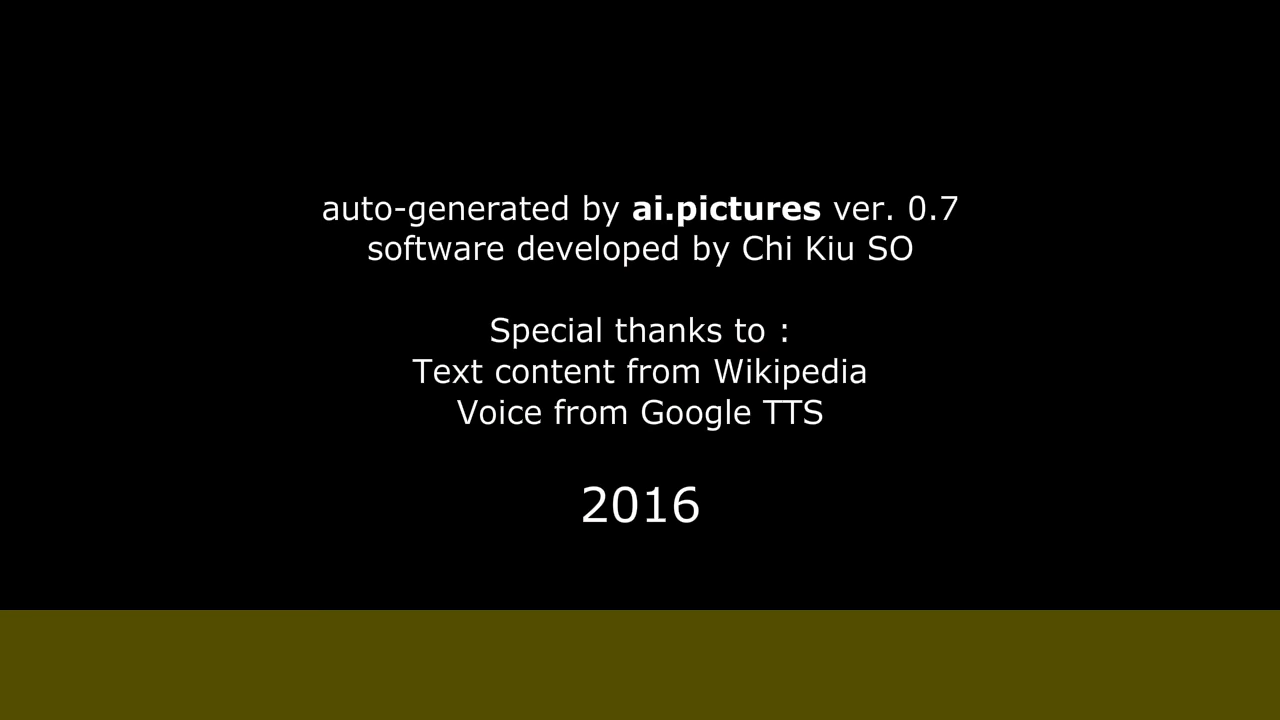 auto-generated by ai.pictures ver. 0.7
software developed by Chi Kiu SO
Special thanks to :
Text content from Wikipedia
Voice from Google TTS
2016